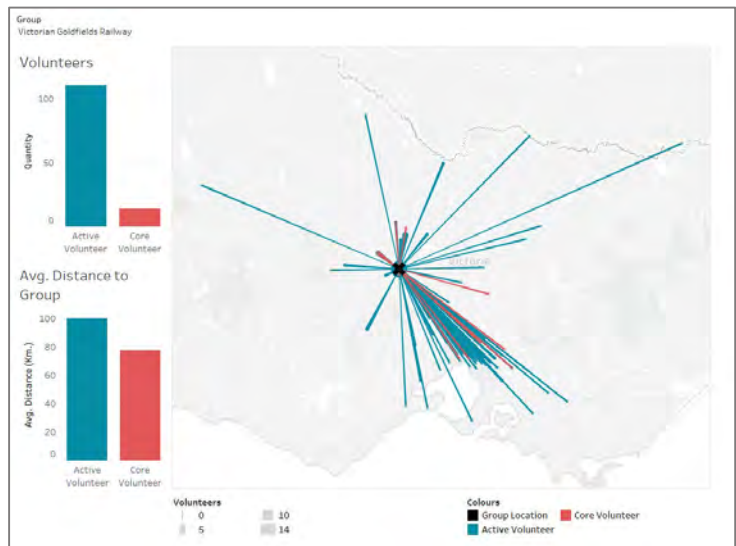 Group
Victorian Goldfields Railway
Volunteers
100
50
0
Quantity
Active
Volunteer
Core
Volunteer
Avg. Distance to
Group
100
80
60
40
20
0
Avg. Distance (Km.)
Active
Volunteer
Core
Volunteer
Victoria
Volunteers
0
5
10
14
Colours
Group Location
Core Volunteer
Active Volunteer